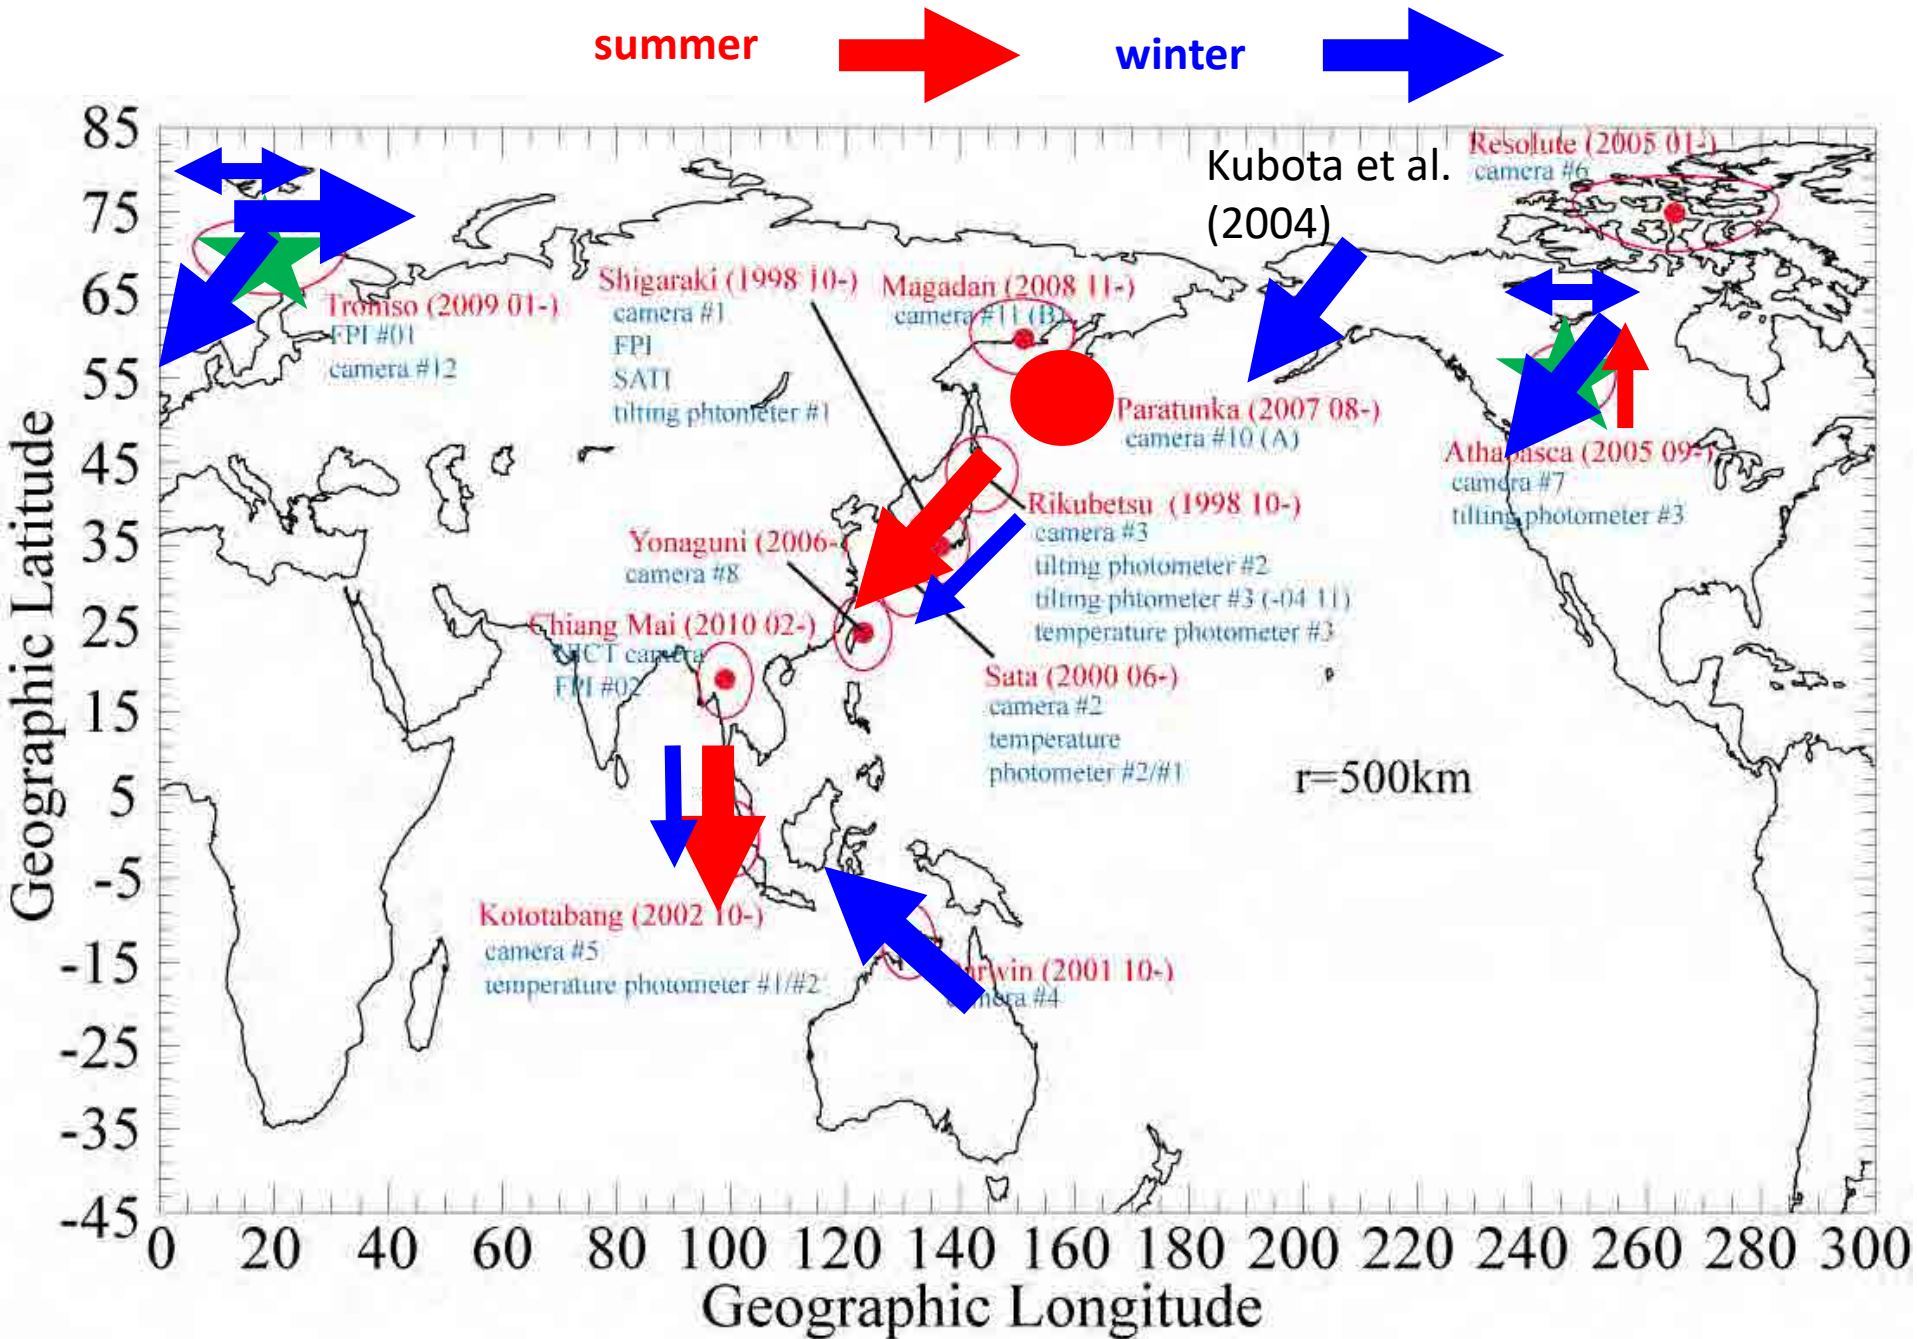 summer
winter
85
75
65
55
45
35
25
15
5
-5
-15
-25
-35
-45
Geographic Latitude
Kubota et al.
(2004)
Resolute (2005 01-)
camera #6
Tromso (2009 01-)
FPI #01
camera #12
Shigaraki (1998 10-)
camera #1
FPI
SATI
tilting phtometer #1
Magadan (2008 11-)
camera #11 (B)
Paratunka (2007 08-)
camera #10 (A)
Athabasca (2005 09-)
camera #7
tilting photometer #3
Rikubetsu (1998 10-)
camera #3
tilting photometer #2
tilting phtometer #3 (-04 11)
temperature photometer #3
Yonaguni (2006-
camera #8
Chiang Mai (2010 02-)
NICT camera
FPI #02
Sata (2000 06-)
camera #2
temperature
photometer #2/#1
r=500km
Kototabang (2002 10-)
camera #5
temperature photometer #1/#2
(2001 10-)
#4
0 20 40 60 80 100 120 140 160 180 200 220 240 260 280 300
Geographic Longitude